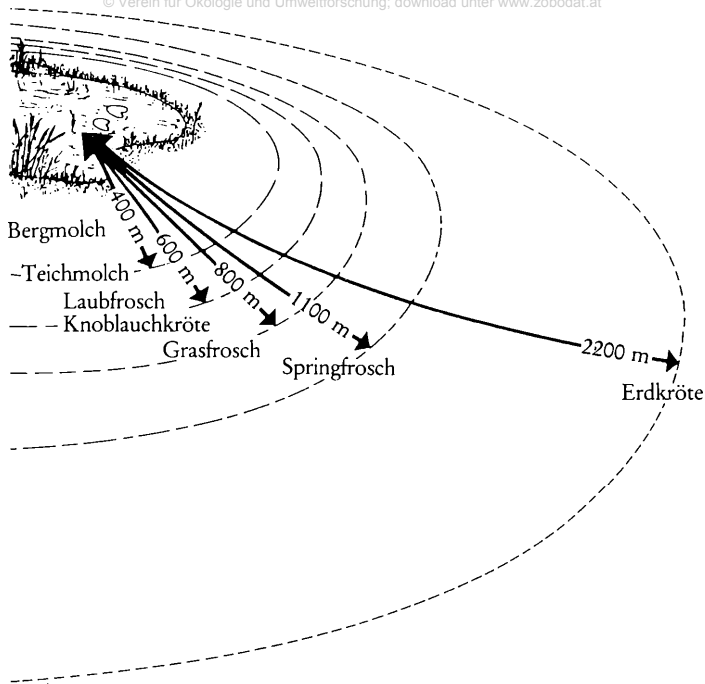 © Verein für Ökologie und Umweltforschung; download unter www.zobodat.at
400 m
Bergmolch
600 m
Teichmolch
800 m
Laubfrosch
1100 m
Knoblauchkröte
Grasfrosch
2200 m
Springfrosch
Erdkröte